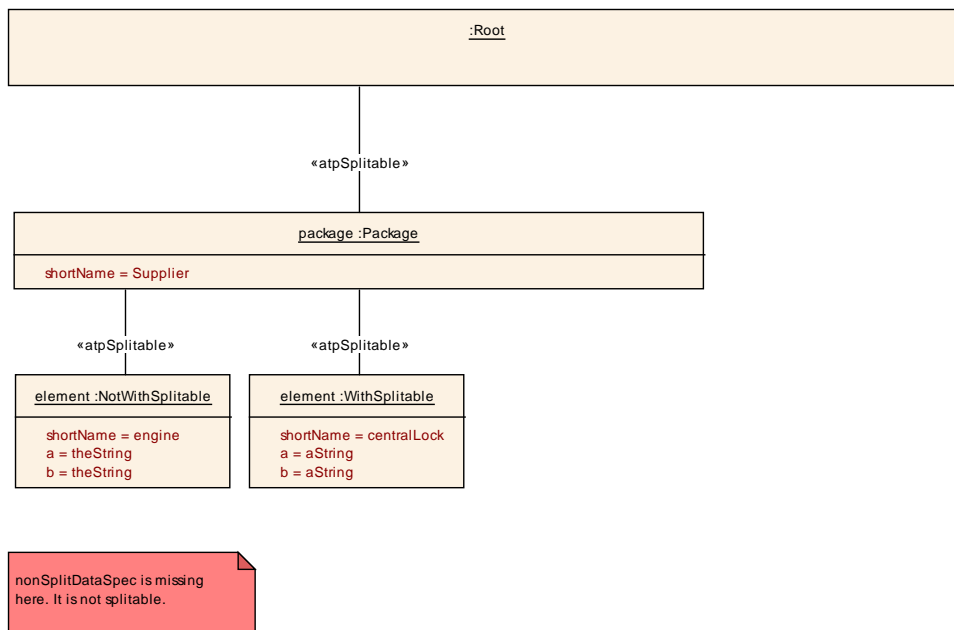 :Root
«atpSplitable»
package :Package
shortName = Supplier
«atpSplitable»
«atpSplitable»
element :NotWithSplitable
shortName = engine
a = theString
b = theString
element :WithSplitable
shortName = centralLock
a = aString
b = aString
nonSplitDataSpec is missing
here. It is not splitable.